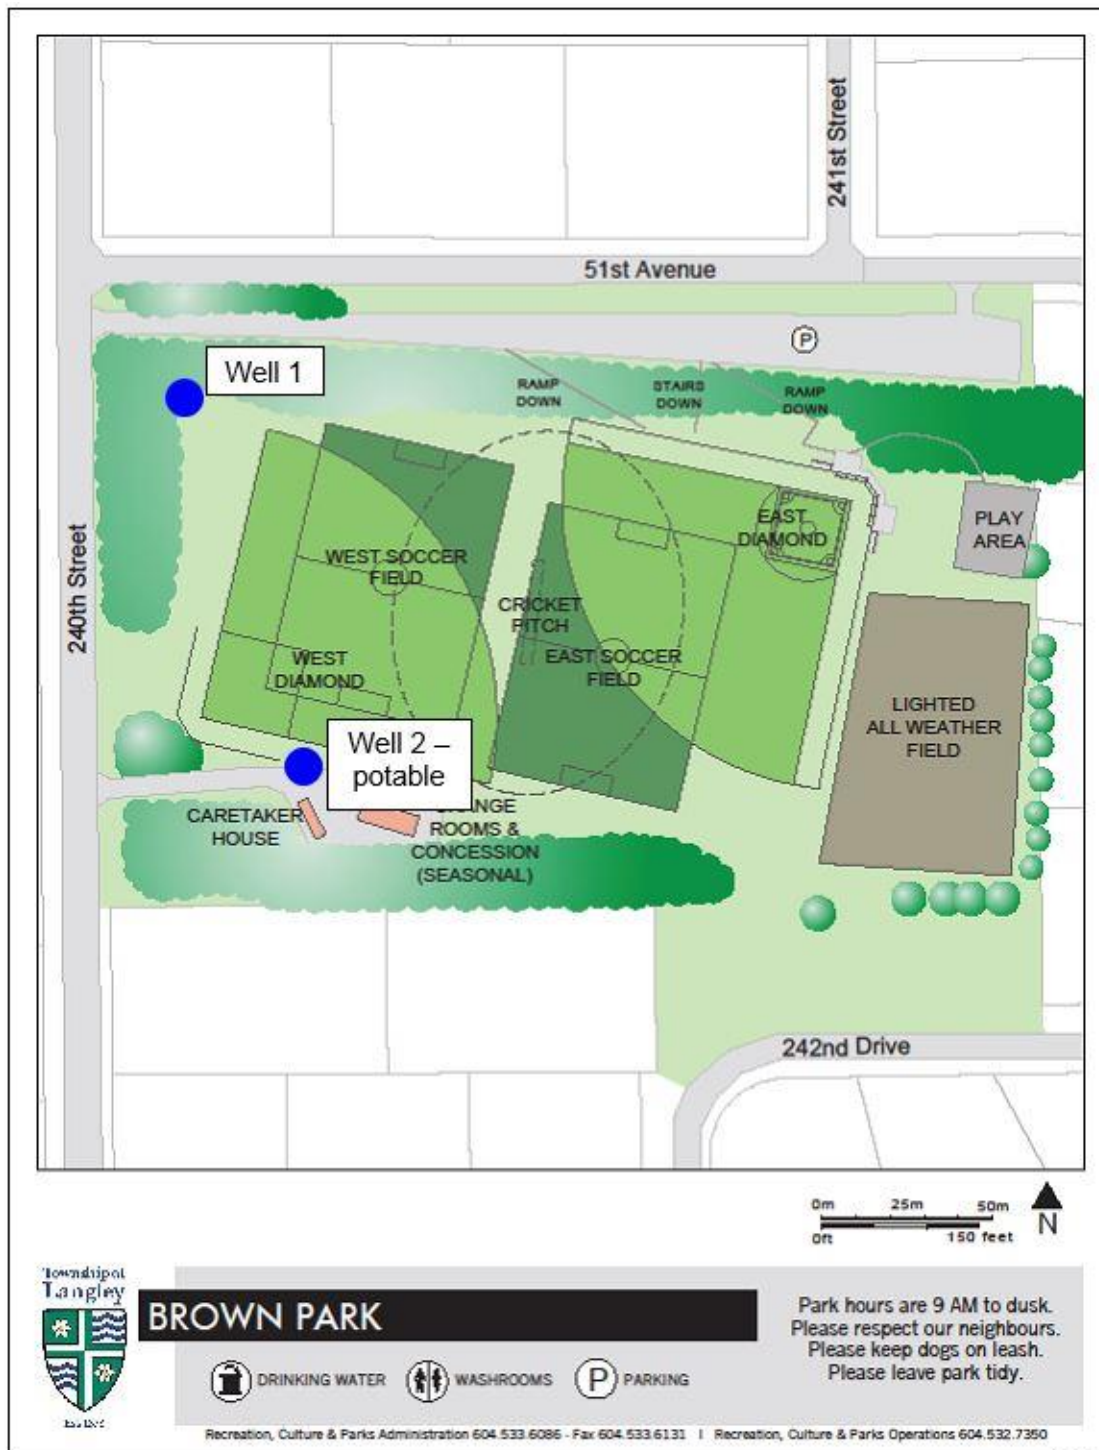 241st Street
51st Avenue
P
Well 1
RAMP
DOWN
STAIRS
DOWN
RAMP
DOWN
240th Street
EAST
DIAMOND
PLAY
AREA
WEST SOCCER
FIELD
CRICKET
PITCH
WEST
DIAMOND
EAST SOCCER
FIELD
LIGHTED
ALL WEATHER
FIELD
Well 2 –
potable
CARETAKER
HOUSE
ROOMS &
CONCESSION
(SEASONAL)
242nd Drive
0m 25m 50m
0ft 150 feet
N
Township of
Langley
Est. 1873
BROWN PARK
DRINKING WATER
WASHROOMS
P PARKING
Park hours are 9 AM to dusk.
Please respect our neighbours.
Please keep dogs on leash.
Please leave park tidy.
Recreation, Culture & Parks Administration 604.533.6086 - Fax 604.533.6131 I Recreation, Culture & Parks Operations 604.532.7350